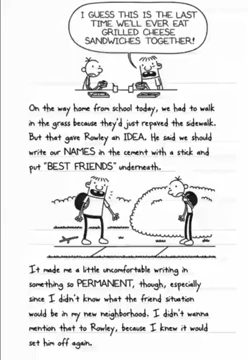 I GUESS THIS IS THE LAST
TIME WE'LL EVER EAT
GRILLED CHEESE
SANDWICHES TOGETHER!
On the way home from school today, we had to walk
in the grass because they'd just repaved the sidewalk.
But that gave Rowley an IDEA. He said we should
write our NAMES in the cement with a stick and
put "BEST FRIENDS" underneath.
It made me a little uncomfortable writing in
something so PERMANENT, though, especially
since I didn't know what the friend situation
would be in my new neighborhood. I didn't wanna
mention that to Rowley, because I knew it would
set him off again.